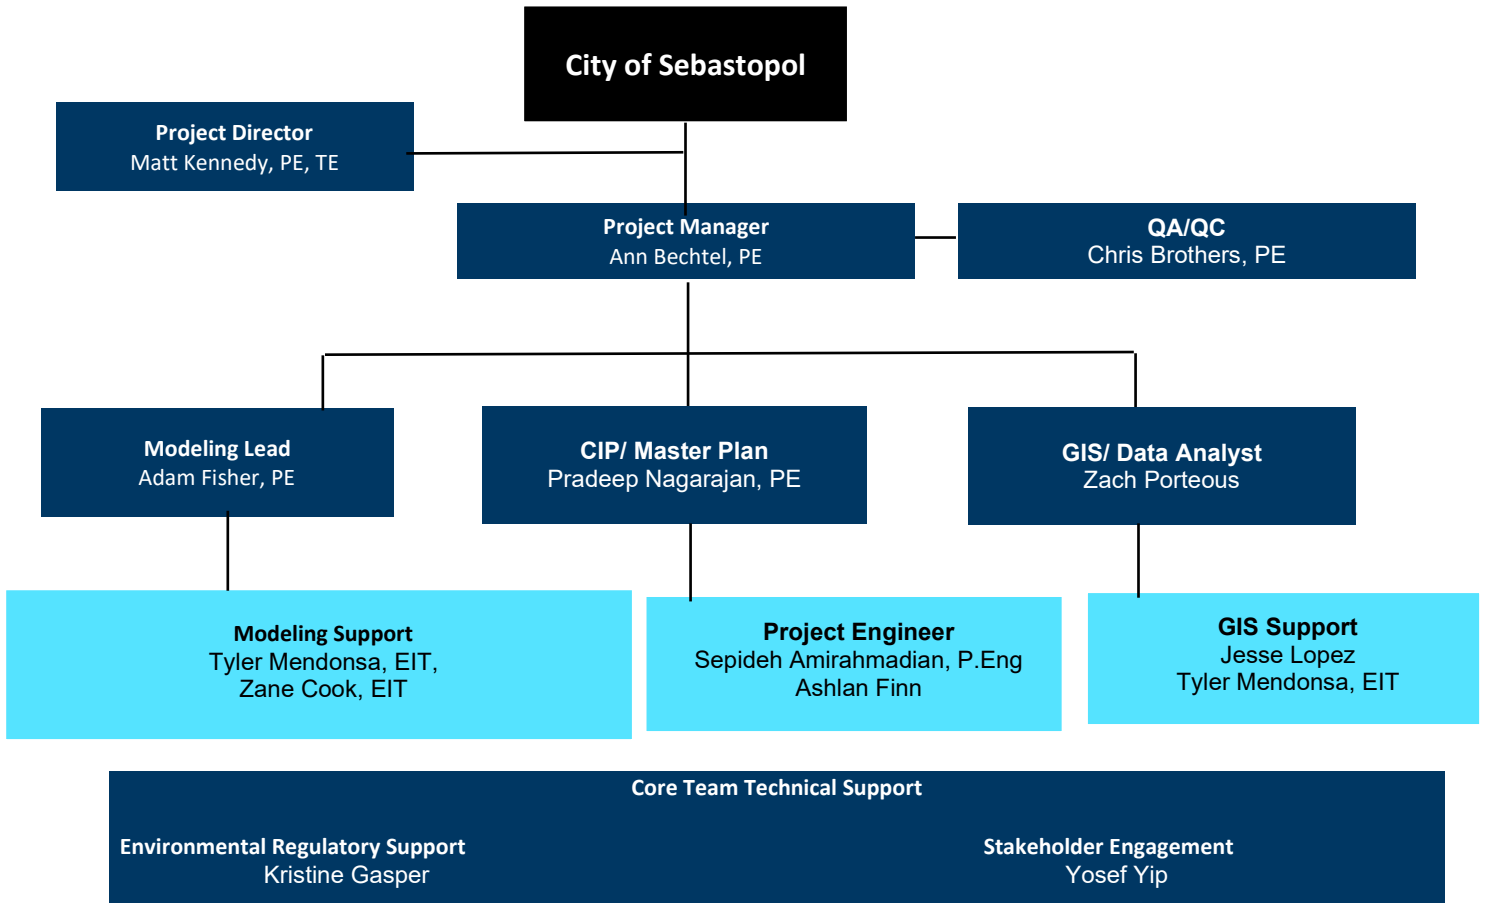 City of Sebastopol
Project Director
Matt Kennedy, PE, TE
Project Manager
Ann Bechtel, PE
QA/QC
Chris Brothers, PE
Modeling Lead
Adam Fisher, PE
CIP/ Master Plan
Pradeep Nagarajan, PE
GIS/ Data Analyst
Zach Porteous
Modeling Support
Tyler Mendonsa, EIT,
Zane Cook, EIT
Project Engineer
Sepideh Amirahmadian, P.Eng
Ashlan Finn
GIS Support
Jesse Lopez
Tyler Mendonsa, EIT
Core Team Technical Support
Environmental Regulatory Support
Kristine Gasper
Stakeholder Engagement
Yosef Yip